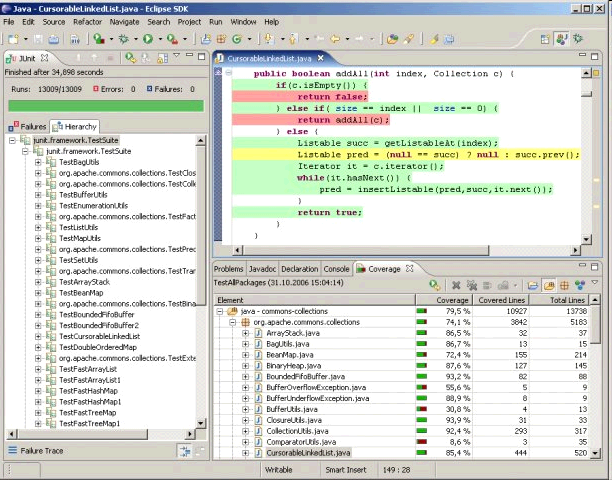 Java - CursorableLinkedList.java - Eclipse SDK
File Edit Source Refactor Navigate Search Project Run Window Help
JUnit
Finished after 34,898 seconds
Runs: 13009/13009 Errors: 0 Failures: 0
Failures Hierarchy
junit.framework.TestSuite
junit.framework.TestSuite
TestBagUtils
org.apache.commons.collections.TestClos
org.apache.commons.collections.TestColle
TestBufferUtils
TestEnumerationUtils
org.apache.commons.collections.TestFact
TestListUtils
TestMapUtils
org.apache.commons.collections.TestPrec
TestSetUtils
org.apache.commons.collections.TestTrar
TestArrayStack
TestBeanMap
org.apache.commons.collections.TestBina
TestBoundedFifoBuffer
TestBoundedFifoBuffer2
TestCursorableLinkedList
TestDoubleOrderedMap
org.apache.commons.collections.TestExte
TestFastArrayList
TestFastArrayList1
TestFastHashMap
TestFastHashMap1
TestFastTreeMap
TestFastTreeMap1
Failure Trace
CursorableLinkedList.java
public boolean addAll(int index, Collection c) {
if(c.isEmpty()) {
return false;
} else if( size == index || size == 0) {
return addAll(c);
} else {
Listable succ = getListableAt(index);
Listable pred = (null == succ) ? null : succ.prev();
Iterator it = c.iterator();
while(it.hasNext()) {
pred = insertListable(pred,succ,it.next());
}
return true;
}
}
Problems Javadoc Declaration Console Coverage
TestAllPackages (31.10.2006 15:04:14)
Element Coverage Covered Lines Total Lines
java - commons-collections 79,5 % 10927 13738
org.apache.commons.collections 74,1 % 3842 5183
ArrayStack.java 86,5 % 32 37
BagUtils.java 86,7 % 13 15
BeanMap.java 72,4 % 155 214
BinaryHeap.java 87,6 % 127 145
BoundedFifoBuffer.java 93,2 % 82 88
BufferOverflowException.java 55,6 % 5 9
BufferUnderflowException.java 88,9 % 8 9
BufferUtils.java 30,8 % 4 13
ClosureUtils.java 93,9 % 31 33
CollectionUtils.java 92,4 % 293 317
ComparatorUtils.java 8,6 % 3 35
CursorableLinkedList.java 85,4 % 444 520
Writable Smart Insert 149 : 28